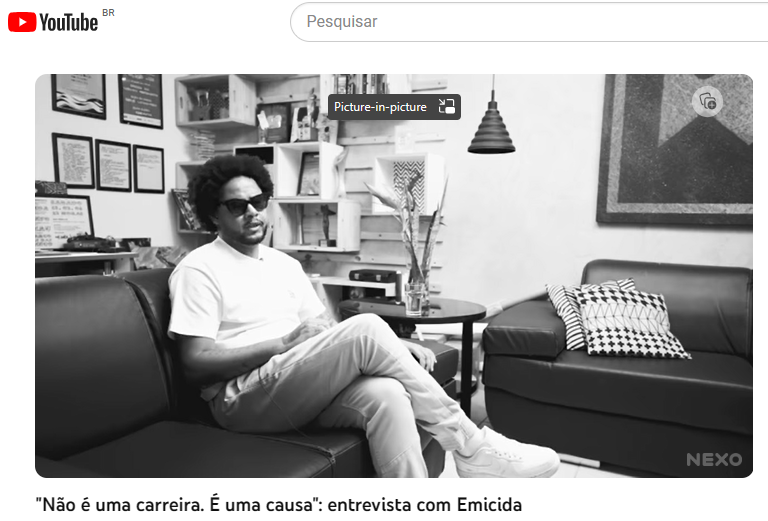 YouTube BR
Pesquisar
Picture-in-picture
NEXO
"Não é uma carreira. É uma causa": entrevista com Emicida